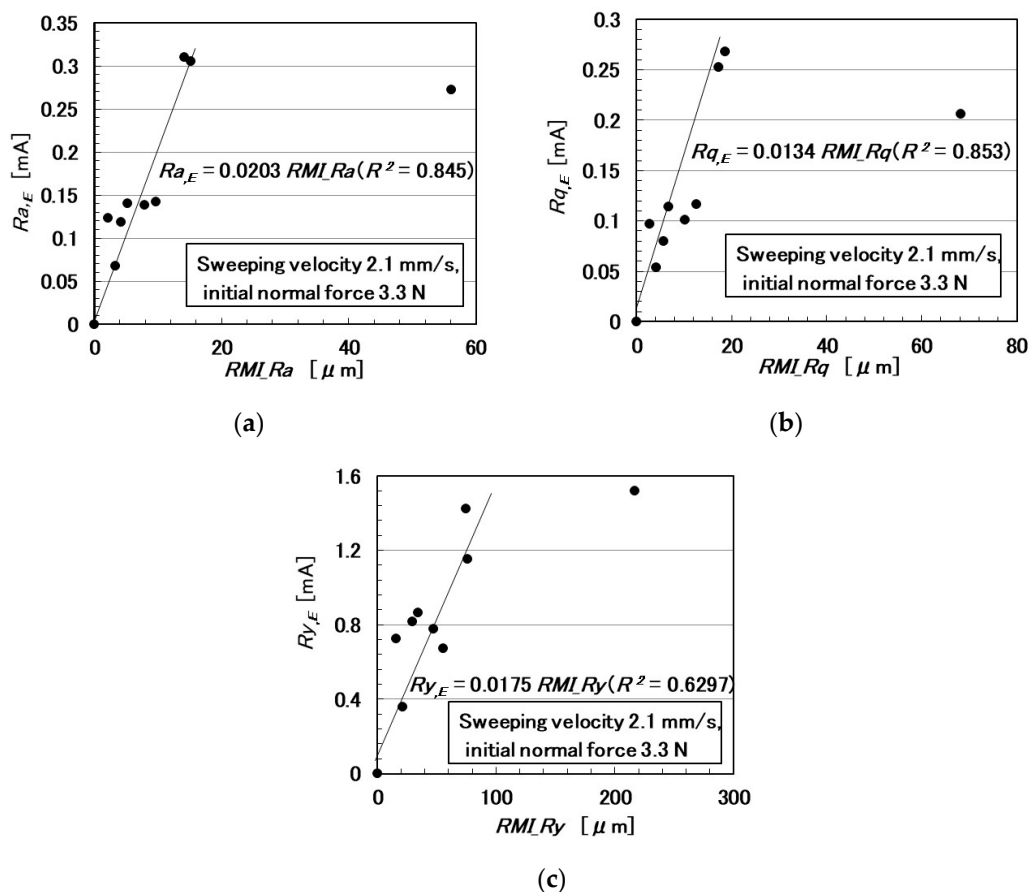 0.35
0.3
0.25
0.2
0.15
0.1
0.05
0
Ra,E [mA]
Ra,E = 0.0203 RMI_Ra(R² = 0.845)
Sweeping velocity 2.1 mm/s,
initial normal force 3.3 N
0 20 40 60
RMI_Ra [μm]
(a)
0.3
0.25
0.2
0.15
0.1
0.05
0
Rq,E [mA]
Rq,E = 0.0134 RMI_Rq(R² = 0.853)
Sweeping velocity 2.1 mm/s,
initial normal force 3.3 N
0 20 40 60 80
RMI_Rq [μm]
(b)
1.6
1.2
0.8
0.4
0
Ry,E [mA]
Ry,E = 0.0175 RMI_Ry(R² = 0.6297)
Sweeping velocity 2.1 mm/s,
initial normal force 3.3 N
0 100 200 300
RMI_Ry [μm]
(c)